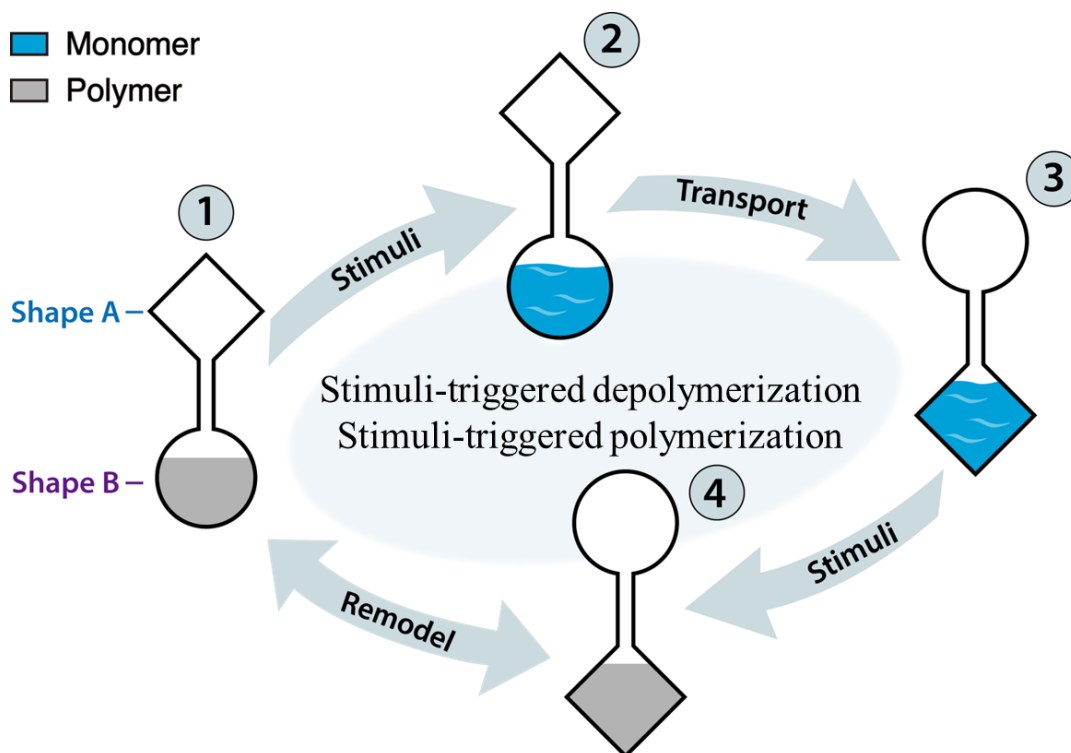 Monomer
Polymer
2
Transport
3
1
Stimuli
Shape A
Stimuli-triggered depolymerization
Stimuli-triggered polymerization
Shape B
4
Stimuli
Remodel